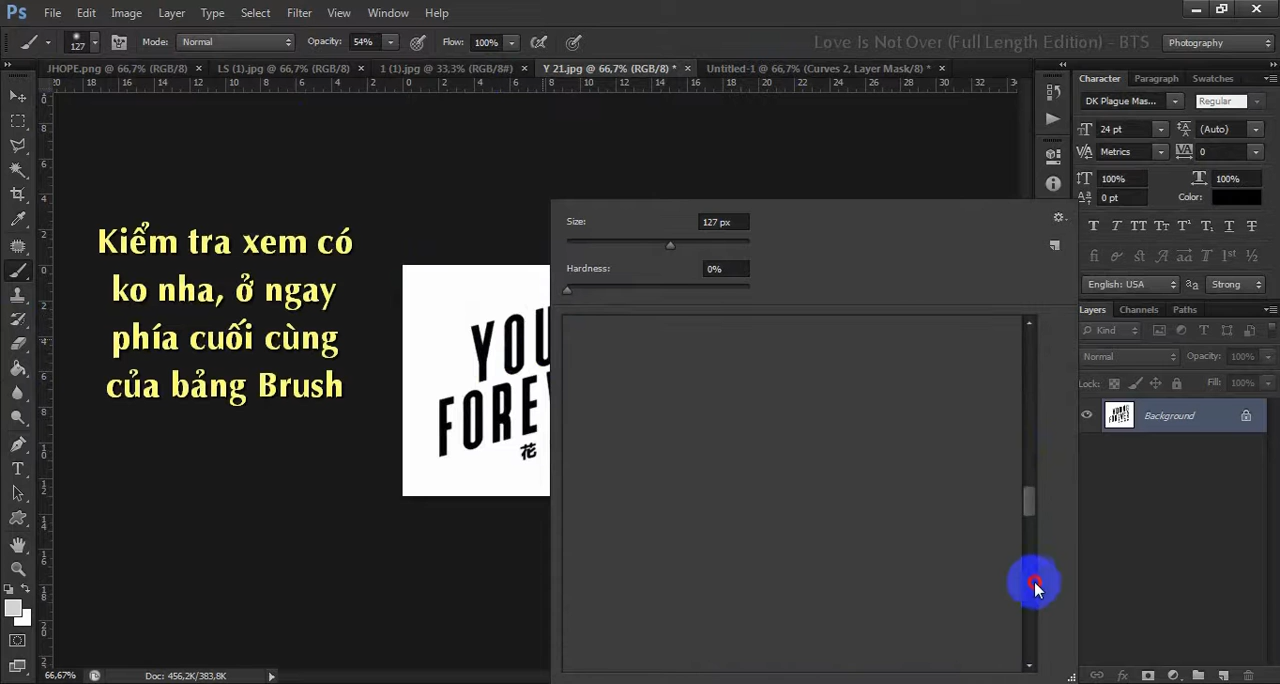 Ps File Edit Image Layer Type Select Filter View Window Help
127 Mode: Normal Opacity: 54% Flow: 100% Love Is Not Over (Full Length Edition) - BTS Photography
JHOPE.png @ 66,7% (RGB/8) × LS (1).jpg @ 66,7% (RGB/8) × 1 (1).jpg @ 33,3% (RGB/8#) × Y 21.jpg @ 66,7% (RGB/8) * × Untitled-1 @ 66,7% (Curves 2, Layer Mask/8) * ×
Character Paragraph Swatches
DK Plague Mas... Regular
24 pt (Auto)
Metrics 0
100% 100%
0 pt Color:
English: USA Strong
Layers Channels Paths
Kind
Normal Opacity: 100%
Lock: Fill: 100%
Background
Size: 127 px
Hardness: 0%
Kiểm tra xem có
ko nha, ở ngay
phía cuối cùng
của bảng Brush
YOU
FORE
花
66,67% Doc: 456,2K/383,8K